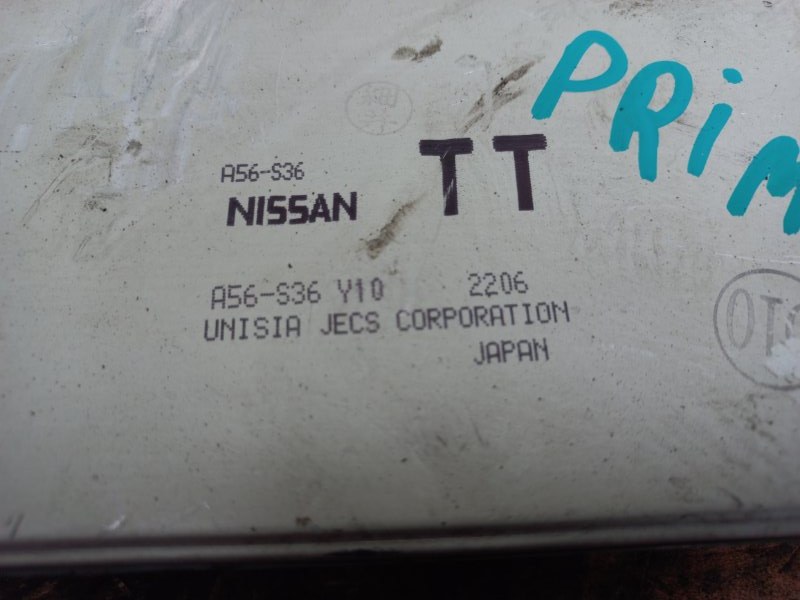 PRIM
A56-S36
TT
NISSAN
A56-S36 Y10 2206
UNISIA JECS CORPORATION
JAPAN